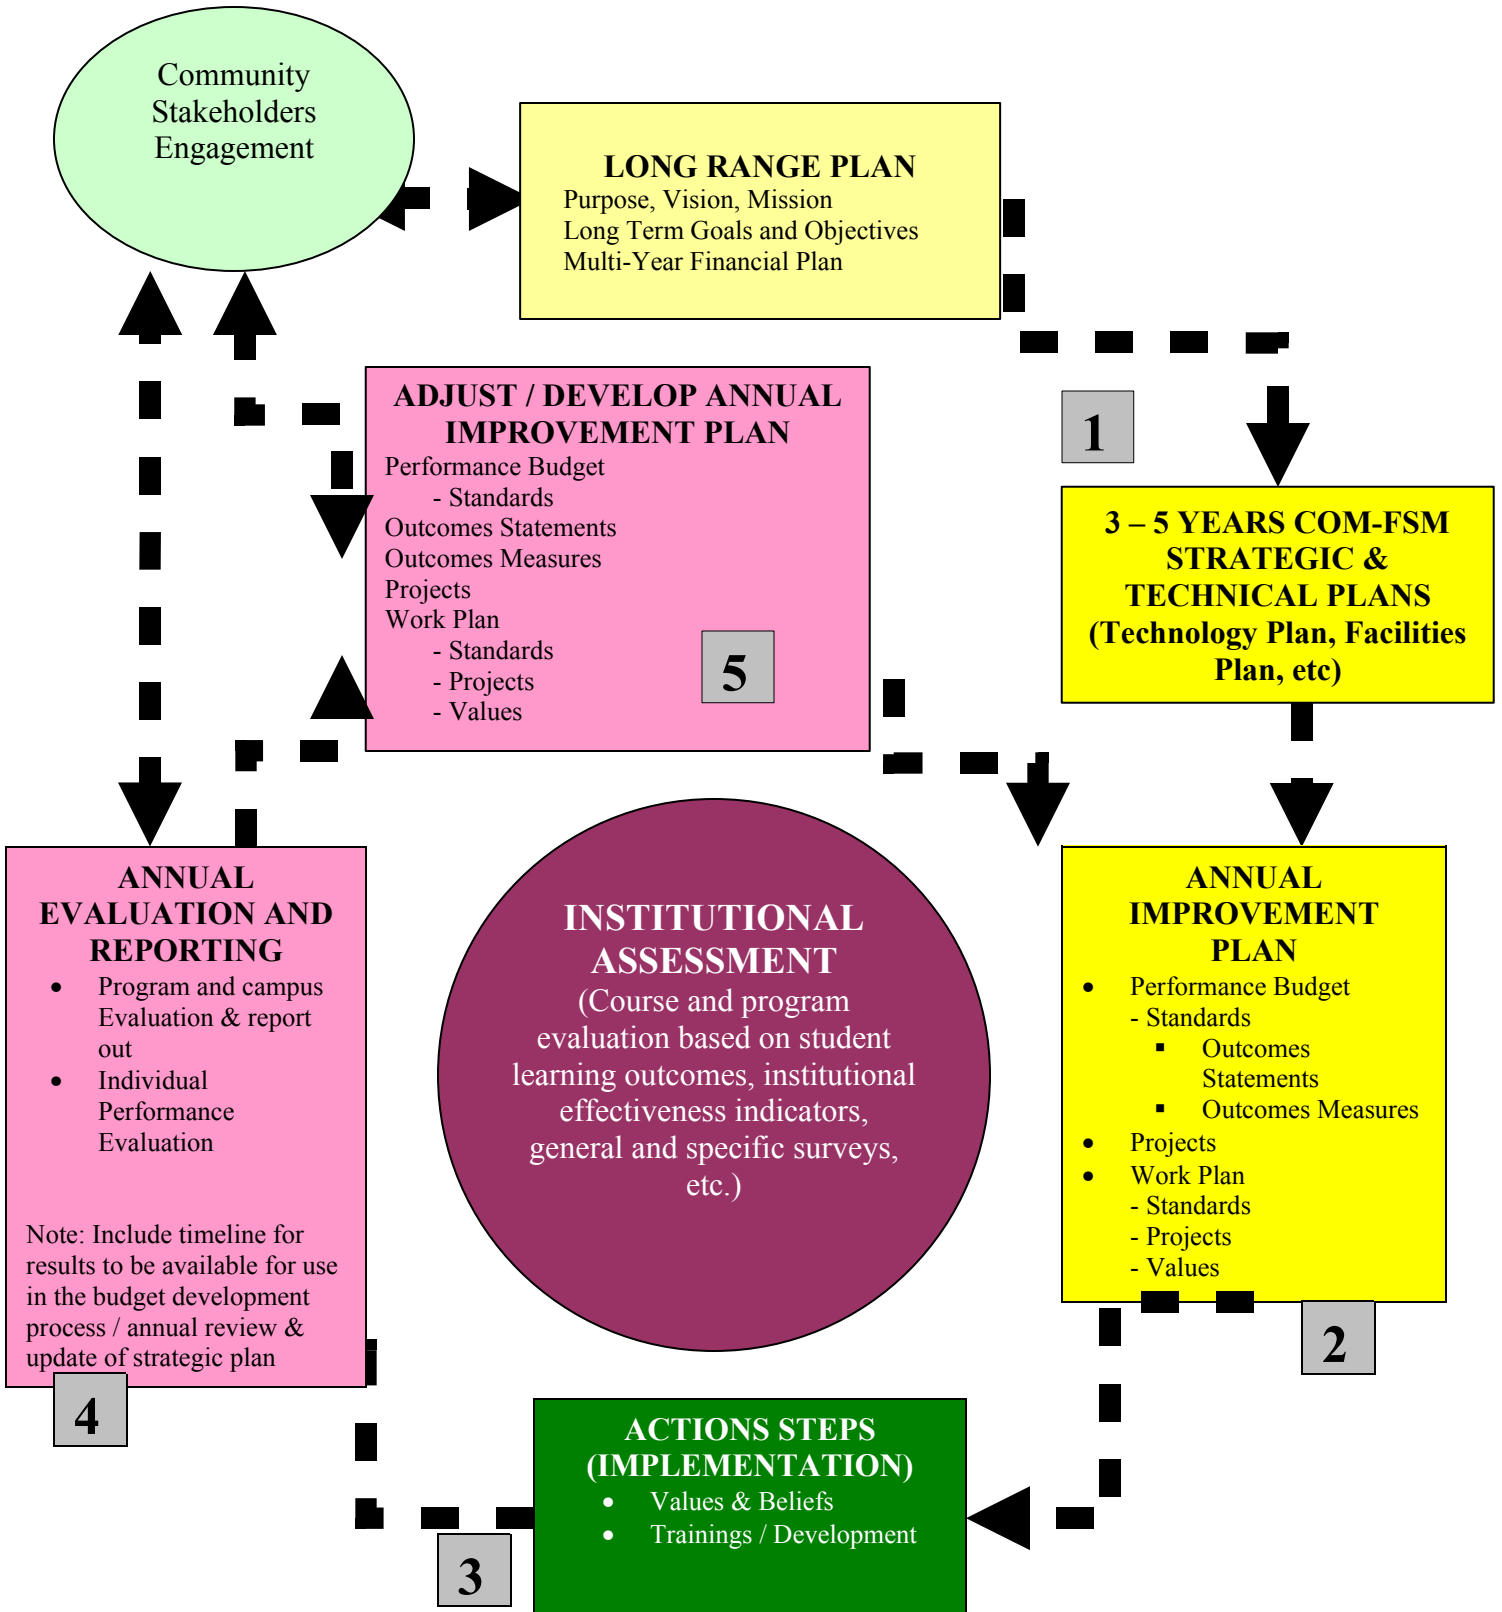 Community
Stakeholders
Engagement
LONG RANGE PLAN
Purpose, Vision, Mission
Long Term Goals and Objectives
Multi-Year Financial Plan
ADJUST / DEVELOP ANNUAL
IMPROVEMENT PLAN
Performance Budget
- Standards
Outcomes Statements
Outcomes Measures
Projects
Work Plan
- Standards
- Projects
- Values
5
1
3 – 5 YEARS COM-FSM
STRATEGIC &
TECHNICAL PLANS
(Technology Plan, Facilities
Plan, etc)
ANNUAL
EVALUATION AND
REPORTING
• Program and campus
Evaluation & report
out
• Individual
Performance
Evaluation
Note: Include timeline for
results to be available for use
in the budget development
process / annual review &
update of strategic plan
4
INSTITUTIONAL
ASSESSMENT
(Course and program
evaluation based on student
learning outcomes, institutional
effectiveness indicators,
general and specific surveys,
etc.)
ANNUAL
IMPROVEMENT
PLAN
• Performance Budget
- Standards
▪ Outcomes
Statements
▪ Outcomes Measures
• Projects
• Work Plan
- Standards
- Projects
- Values
2
ACTIONS STEPS
(IMPLEMENTATION)
• Values & Beliefs
• Trainings / Development
3